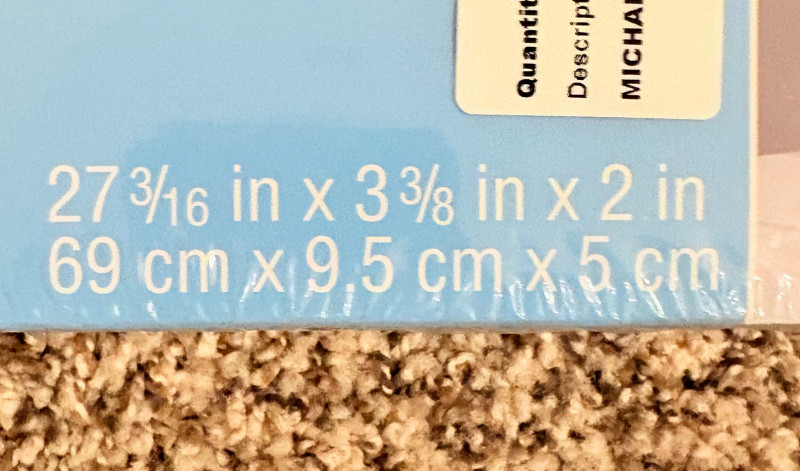 Quantit
Descript
MICHAE
27 3/16 in x 3 3/8 in x 2 in
69 cm x 9.5 cm x 5 cm